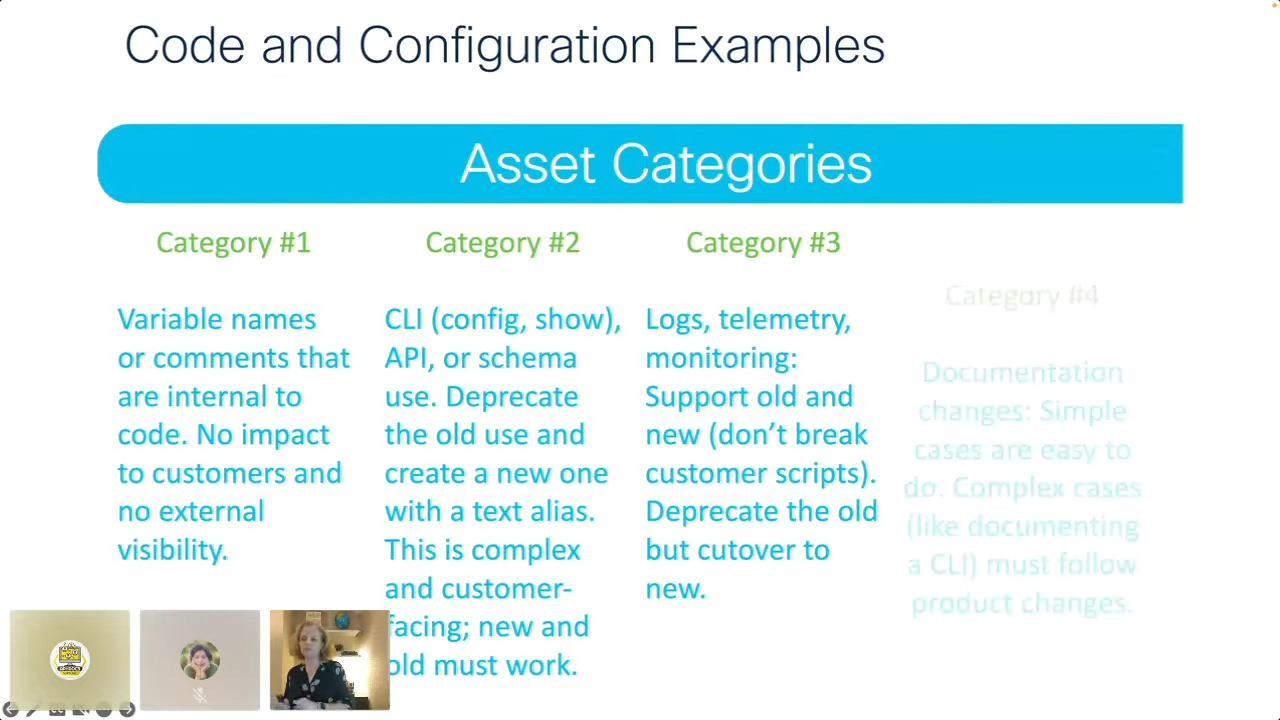 Code and Configuration Examples
Asset Categories
Category #1
Variable names
or comments that
are internal to
code. No impact
to customers and
no external
visibility.
Category #2
CLI (config, show),
API, or schema
use. Deprecate
the old use and
create a new one
with a text alias.
This is complex
and customer-
facing; new and
old must work.
Category #3
Logs, telemetry,
monitoring:
Support old and
new (don’t break
customer scripts).
Deprecate the old
but cutover to
new.
Category #4
Documentation
changes: Simple
cases are easy to
do. Complex cases
(like documenting
a CLI) must follow
product changes.